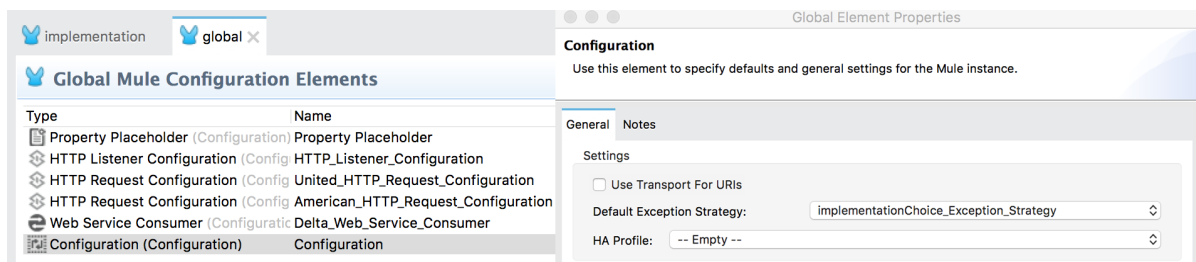 implementation
global
Global Mule Configuration Elements
Type Name
Property Placeholder (Configuration) Property Placeholder
HTTP Listener Configuration (Config HTTP_Listener_Configuration
HTTP Request Configuration (Config United_HTTP_Request_Configuration
HTTP Request Configuration (Config American_HTTP_Request_Configuration
Web Service Consumer (Configuratic Delta_Web_Service_Consumer
Configuration (Configuration) Configuration
Global Element Properties
Configuration
Use this element to specify defaults and general settings for the Mule instance.
General Notes
Settings
Use Transport For URIs
Default Exception Strategy: implementationChoice_Exception_Strategy
HA Profile: -- Empty --